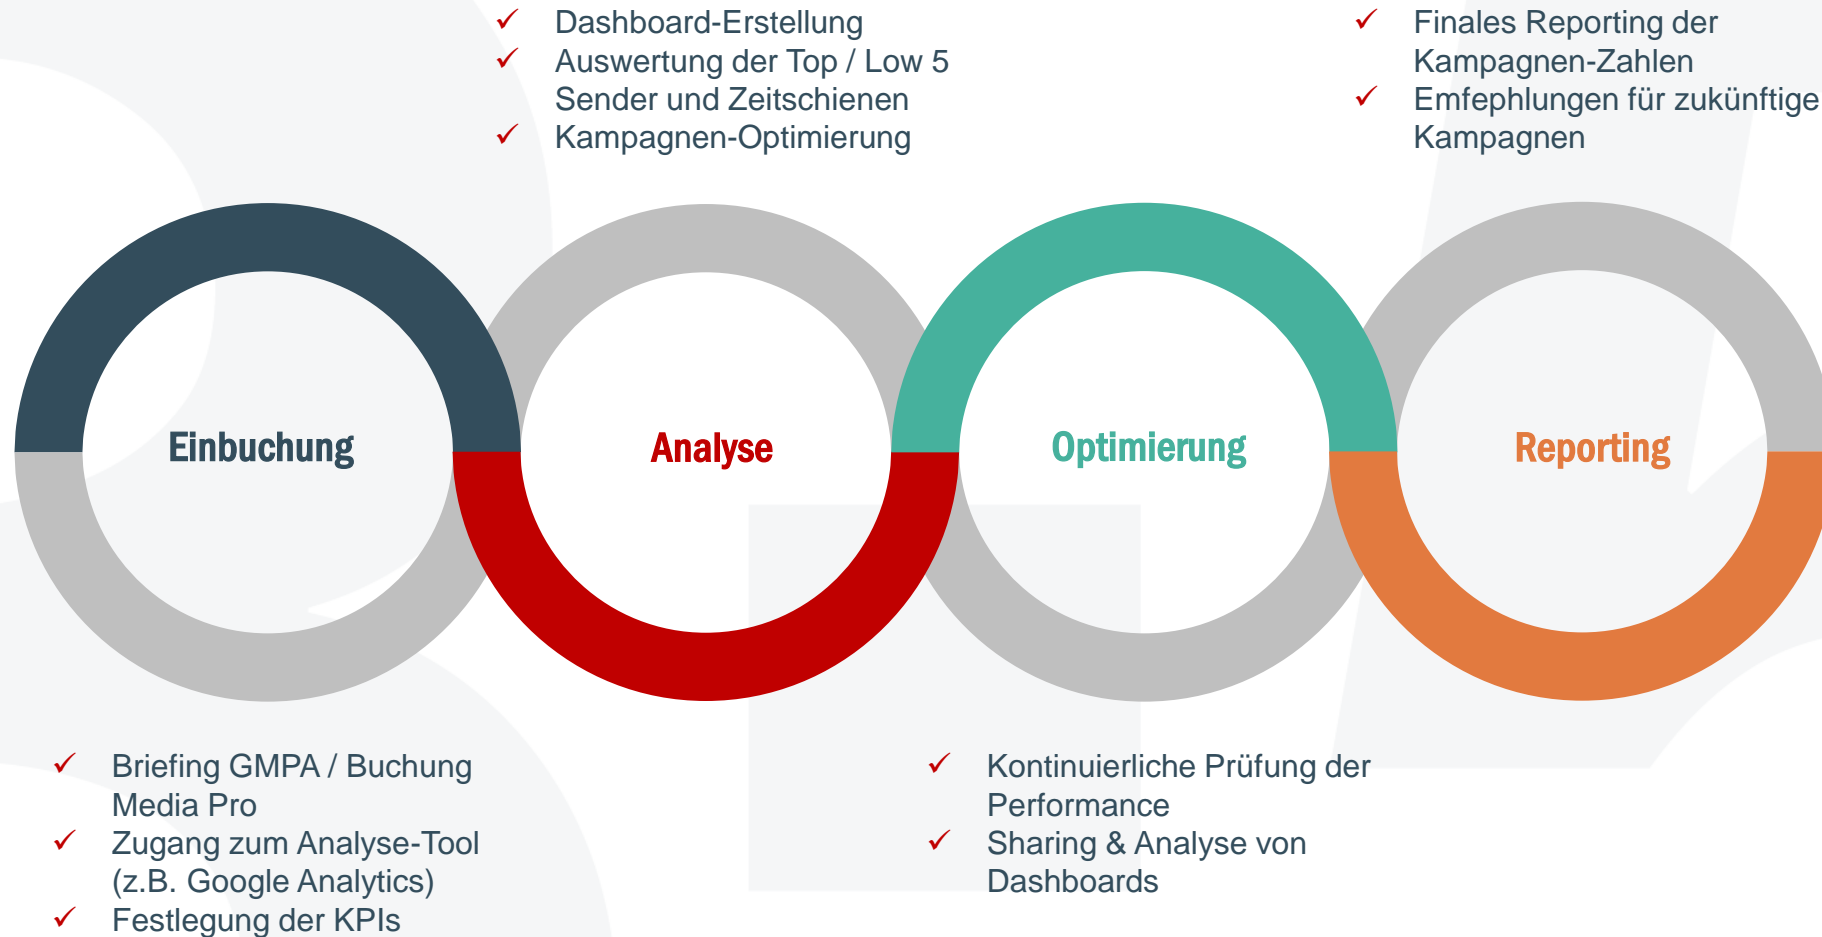 Dashboard-Erstellung
Auswertung der Top / Low 5
Sender und Zeitschienen
Kampagnen-Optimierung
Finales Reporting der
Kampagnen-Zahlen
Emfephlungen für zukünftige
Kampagnen
Einbuchung
Analyse
Optimierung
Reporting
Briefing GMPA / Buchung
Media Pro
Zugang zum Analyse-Tool
(z.B. Google Analytics)
Festlegung der KPIs
Kontinuierliche Prüfung der
Performance
Sharing & Analyse von
Dashboards